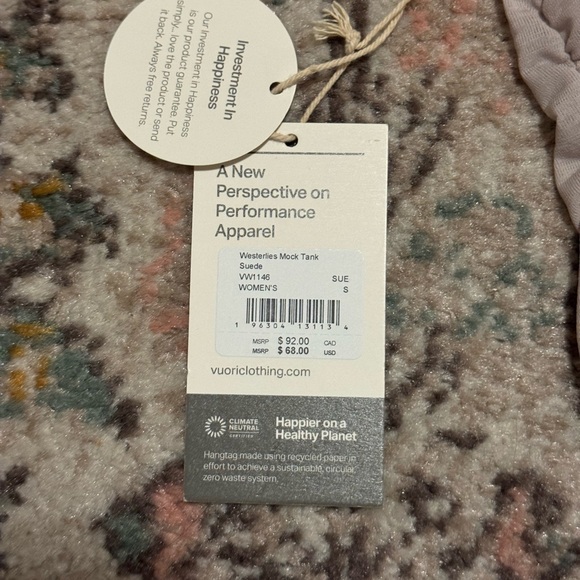 Investment In
Happiness
Our Investment in Happiness
is our product guarantee. Put
simply... love the product or send
it back. Always free returns.
A New
Perspective on
Performance
Apparel
Westerlies Mock Tank
Suede
VW1146 SUE
WOMEN'S S
1 96304 13113 4
MSRP $ 92.00 CAD
MSRP $ 68.00 USD
vuoriclothing.com
CLIMATE
NEUTRAL
CERTIFIED
Happier on a
Healthy Planet
Hangtag made using recycled paper in
effort to achieve a sustainable, circular,
zero waste system.